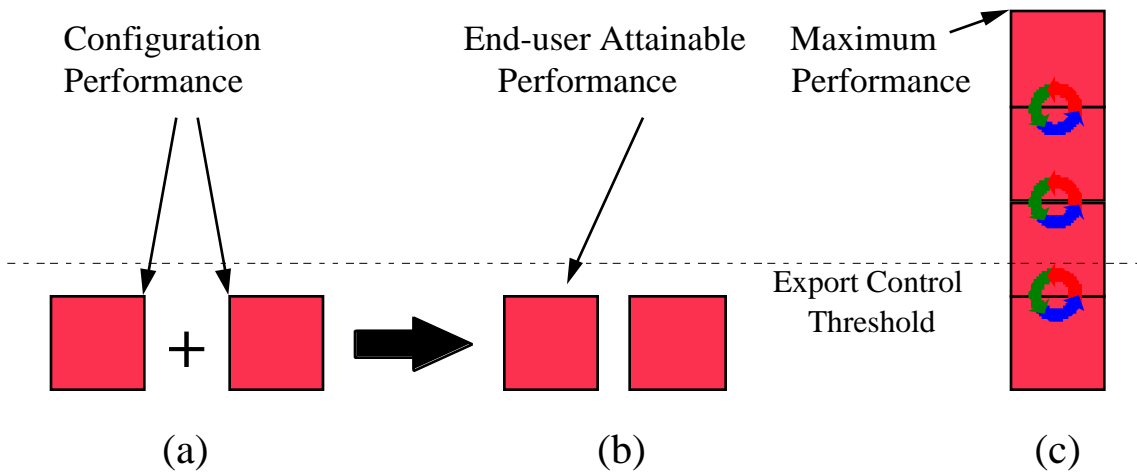 Configuration
Performance
End-user Attainable
Performance
Maximum
Performance
Export Control
Threshold
+
(a)
(b)
(c)